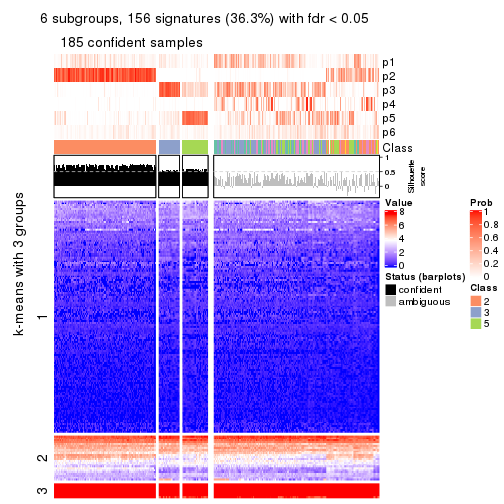 6 subgroups, 156 signatures (36.3%) with fdr < 0.05
185 confident samples
p1
p2
p3
p4
p5
p6
Class
1
0.5
0
Silhouette
score
k-means with 3 groups
1
2
3
Value
8
6
4
2
0
Status (barplots)
confident
ambiguous
Prob
1
0.8
0.6
0.4
0.2
0
Class
2
3
5